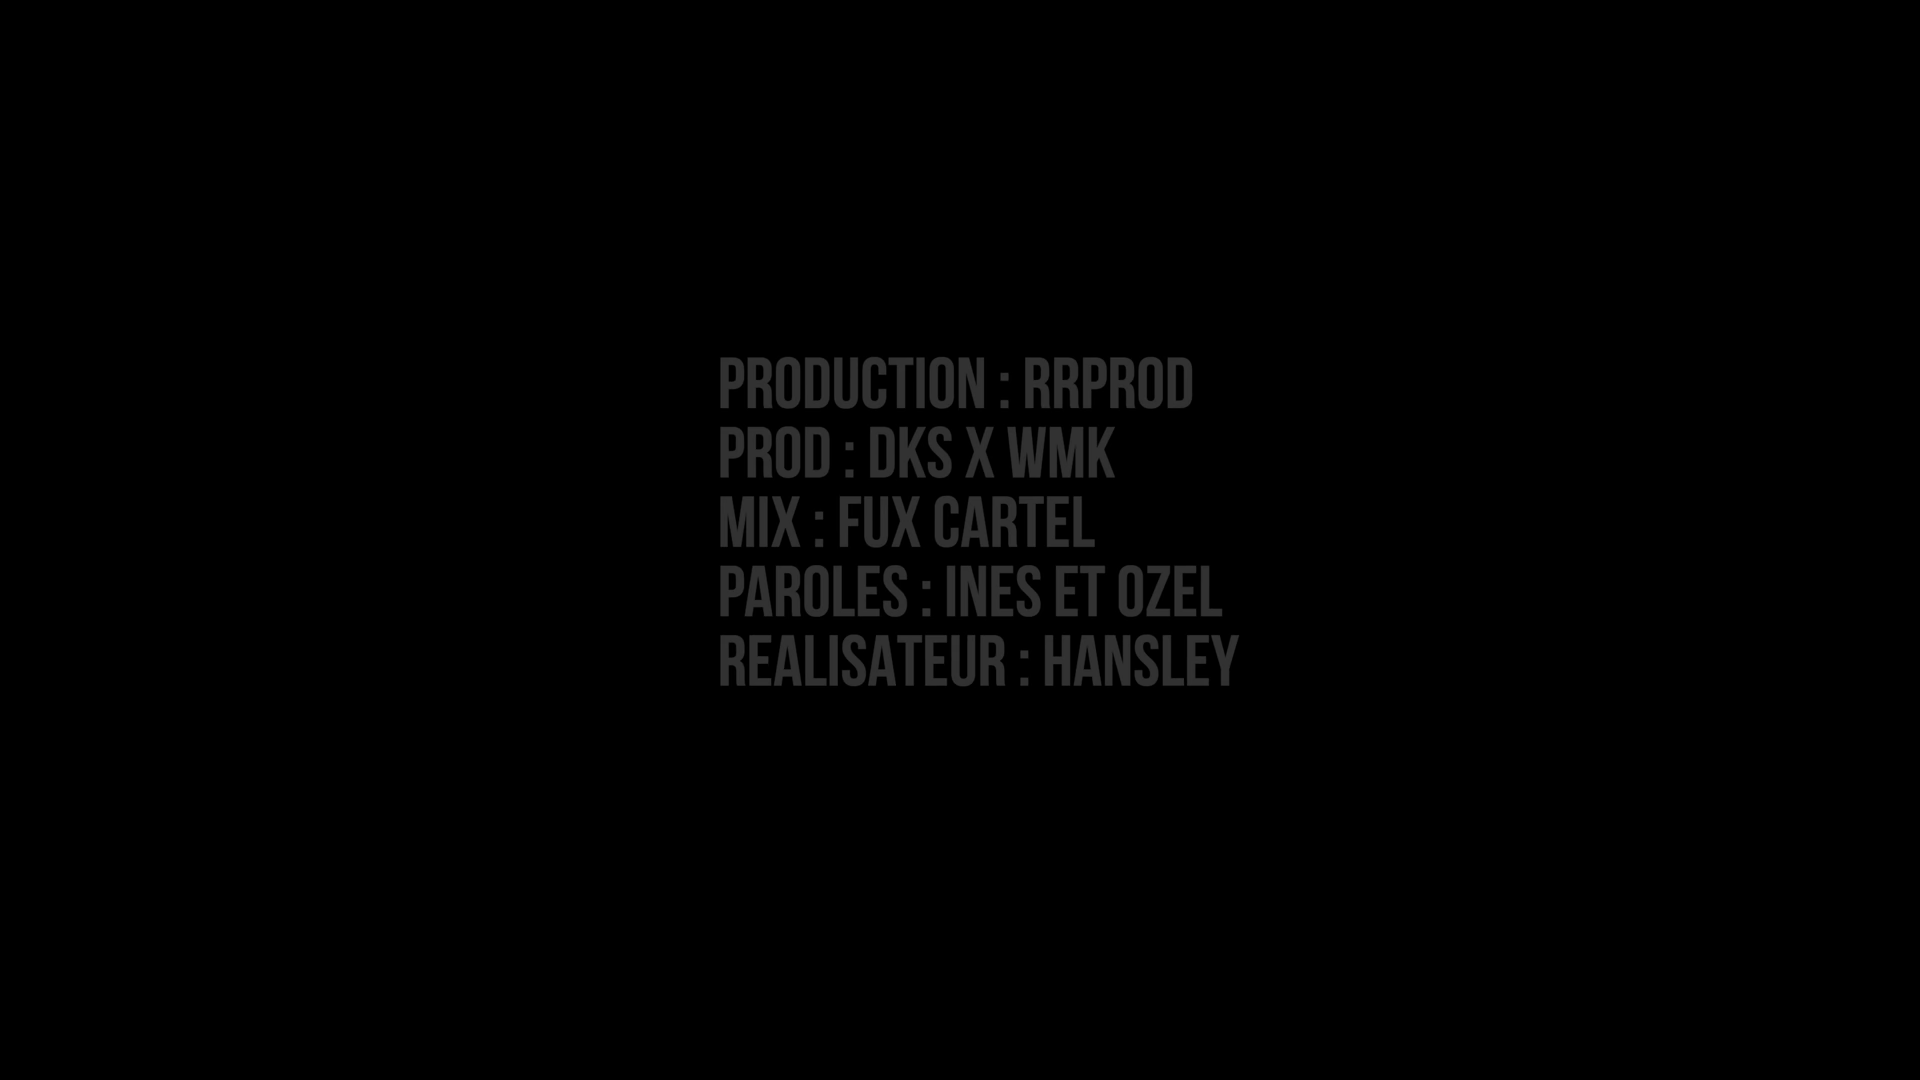 PRODUCTION : RRPROD
PROD : DKS X WMK
MIX : FUX CARTEL
PAROLES : INES ET OZEL
REALISATEUR : HANSLEY